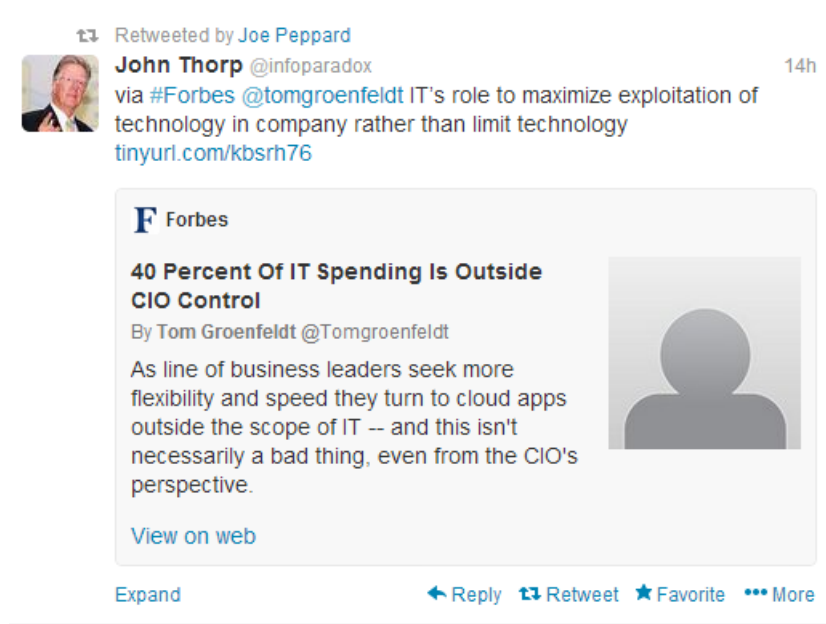 Retweeted by Joe Peppard
John Thorp @infoparadox 14h
via #Forbes @tomgroenfeldt IT's role to maximize exploitation of
technology in company rather than limit technology
tinyurl.com/kbsrh76
F Forbes
40 Percent Of IT Spending Is Outside
CIO Control
By Tom Groenfeldt @Tomgroenfeldt
As line of business leaders seek more
flexibility and speed they turn to cloud apps
outside the scope of IT -- and this isn't
necessarily a bad thing, even from the CIO's
perspective.
View on web
Expand Reply Retweet Favorite More